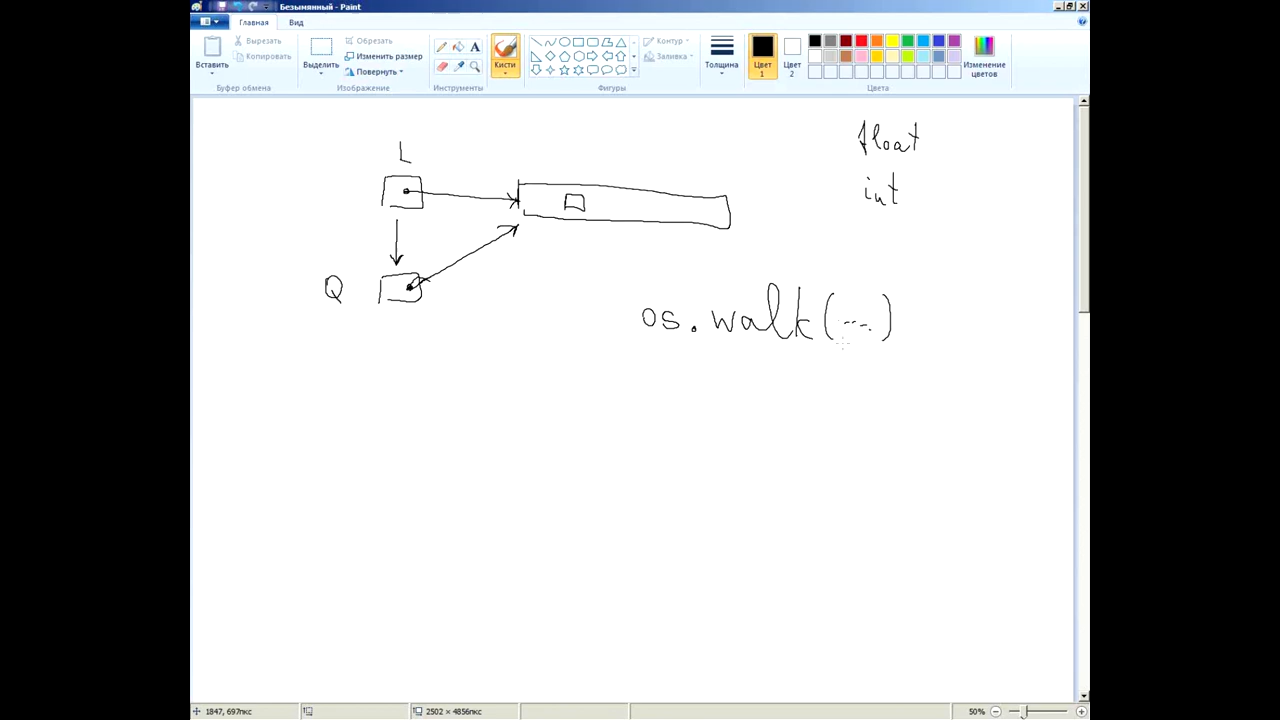 Безымянный - Paint
Главная Вид
Вставить
Вырезать
Копировать
Буфер обмена
Выделить
Обрезать
Изменить размер
Повернуть
Изображение
A
Инструменты
Кисти
Контур
Заливка
Фигуры
Толщина
Цвет 1
Цвет 2
Изменение цветов
Цвета
float
L
int
Q
os.walk(...)
1847, 697пкс
2502 × 4856пкс
50%